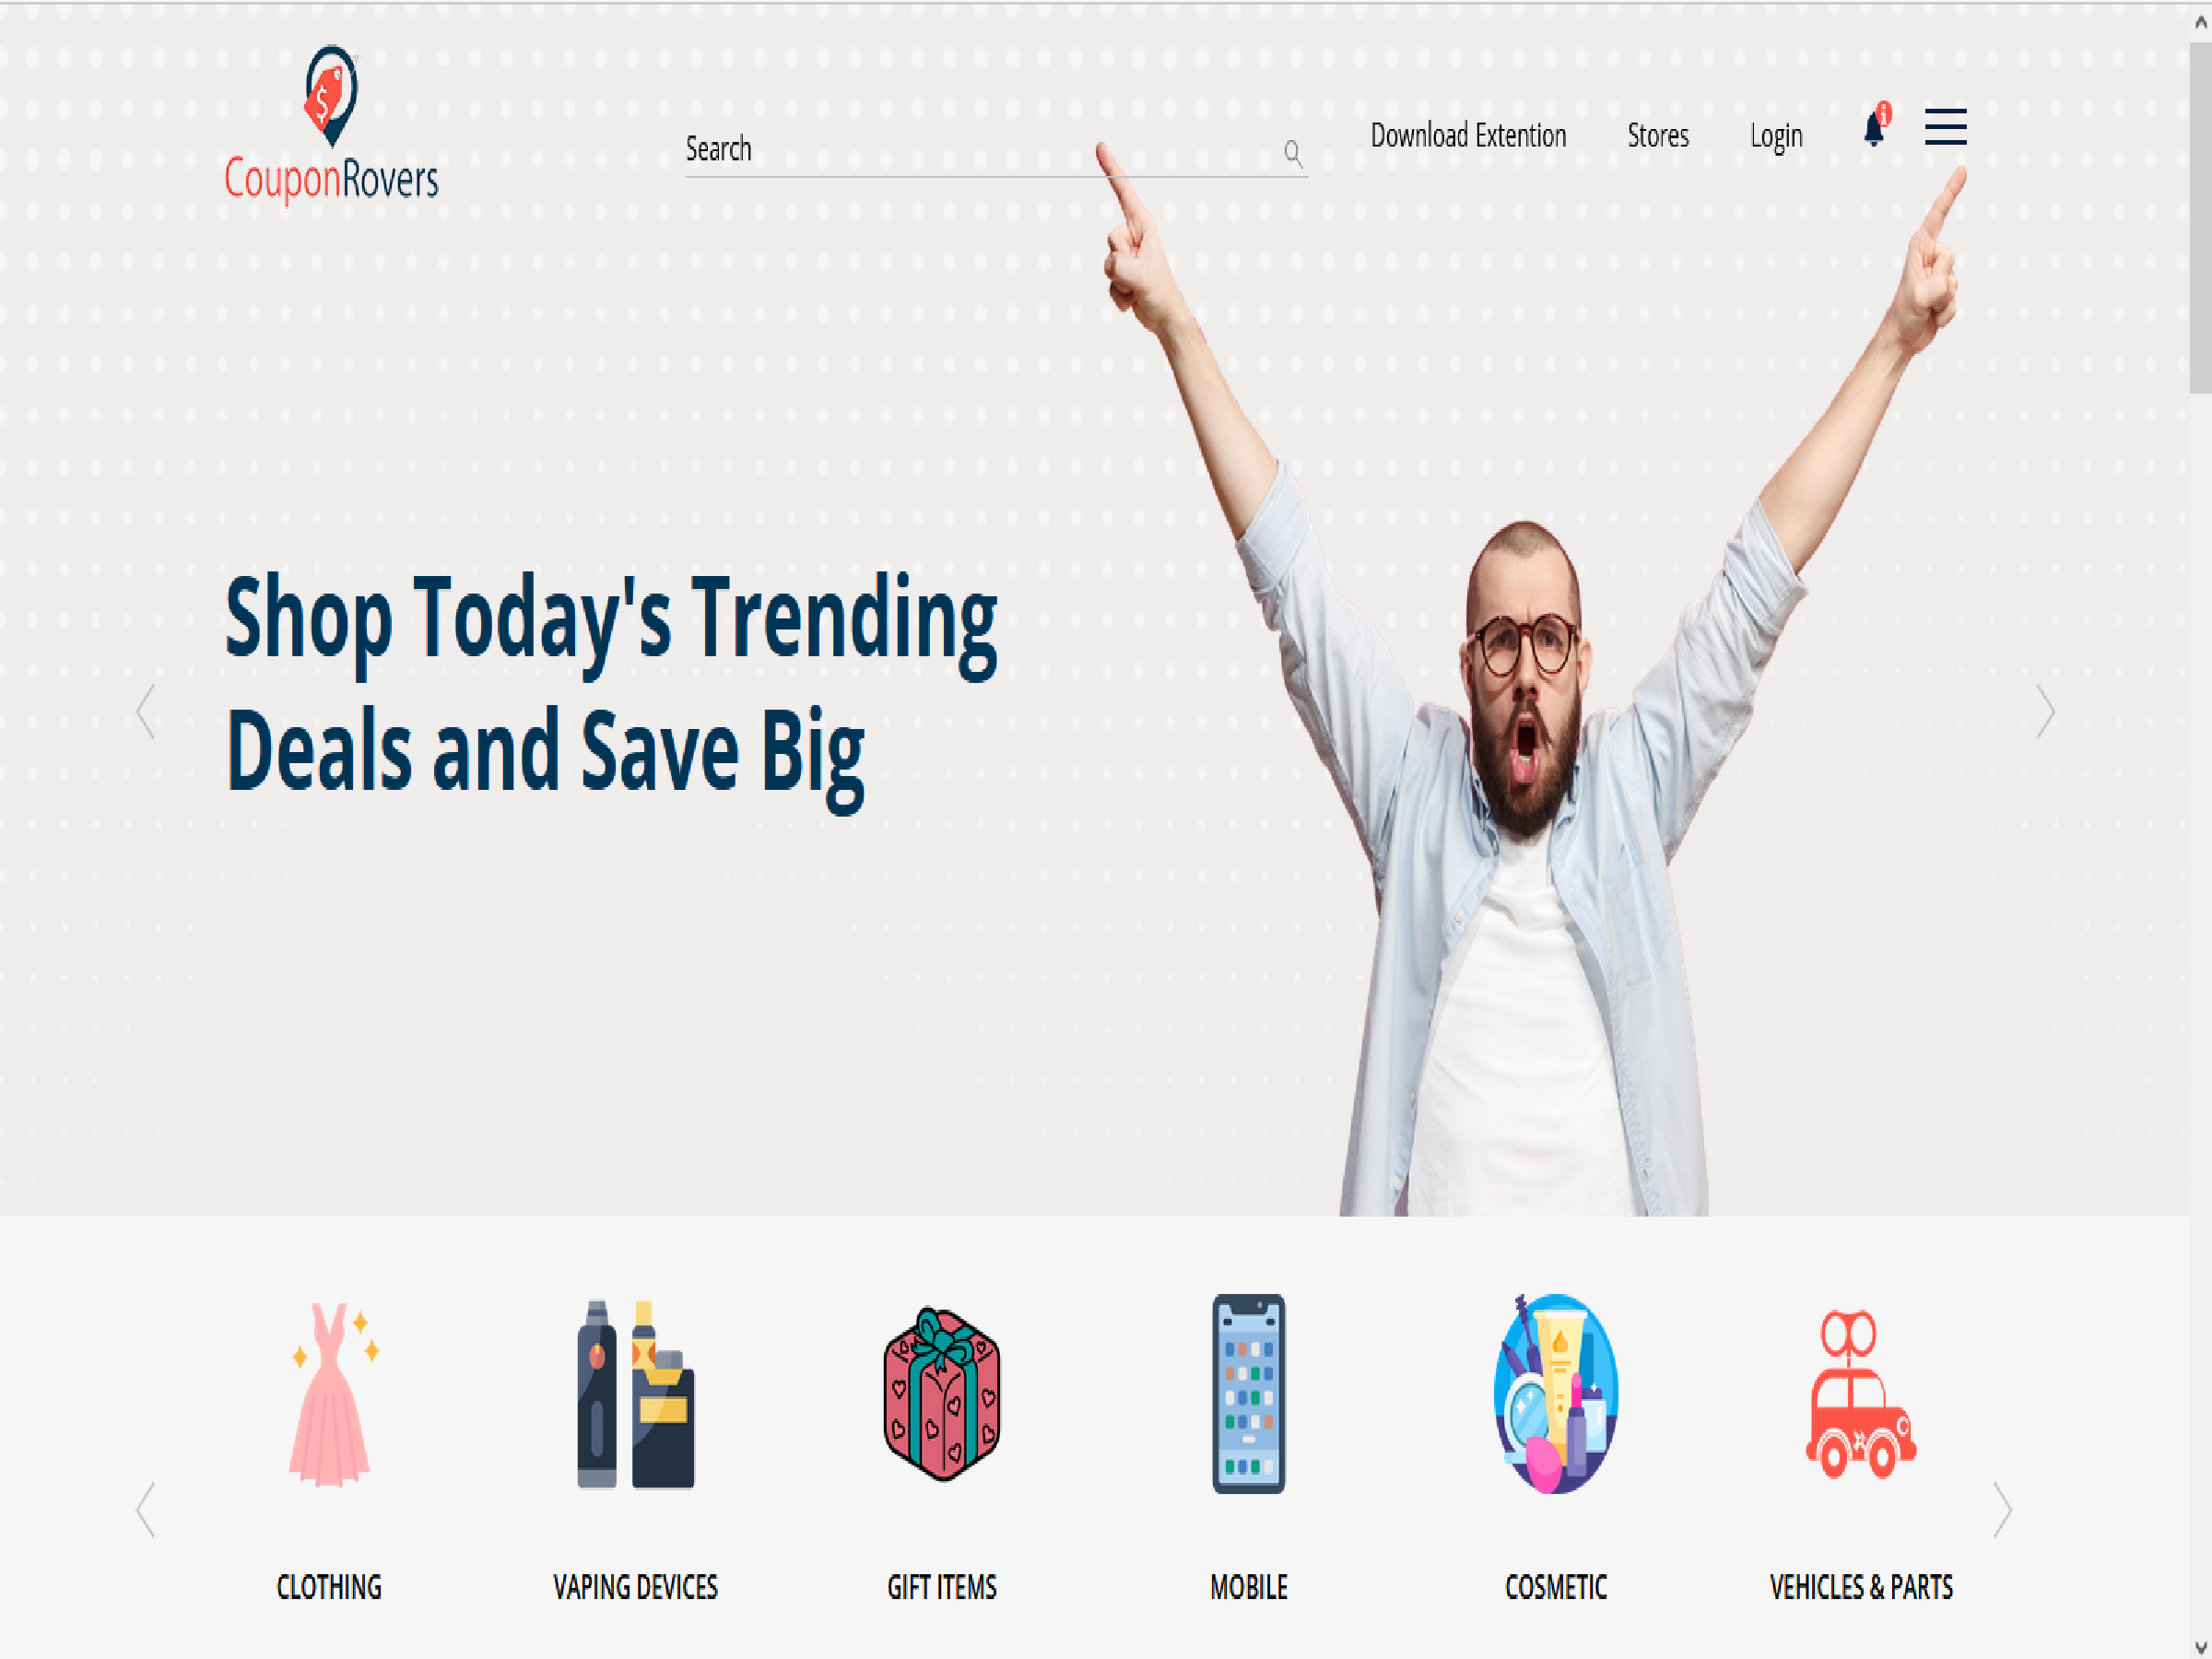 CouponRovers
Search
Download Extention
Stores
Login
Shop Today's Trending
Deals and Save Big
CLOTHING
VAPING DEVICES
GIFT ITEMS
MOBILE
COSMETIC
VEHICLES & PARTS